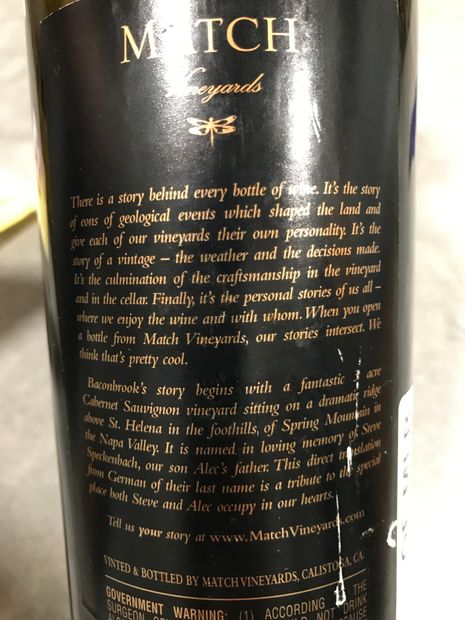 MATCH
Vineyards
There is a story behind every bottle of wine. It's the story
of eons of geological events which shaped the land and
give each of our vineyards their own personality. It's the
story of a vintage – the weather and the decisions made.
It's the culmination of the craftsmanship in the vineyard
and in the cellar. Finally, it's the personal stories of us all –
where we enjoy the wine and with whom. When you open
a bottle from Match Vineyards, our stories intersect. We
think that's pretty cool.
Baconbrook's story begins with a fantastic acre
Cabernet Sauvignon vineyard sitting on a dramatic ridge
above St. Helena in the foothills, of Spring Mountain in
the Napa Valley. It is named in loving memory of Steve
Speckenbach, our son Alec's father. This direct translation
from German of their last name is a tribute to the special
place both Steve and Alec occupy in our hearts.
Tell us your story at www.MatchVineyards.com
VINTED & BOTTLED BY MATCH VINEYARDS, CALISTOGA, CA.
GOVERNMENT WARNING: (1) ACCORDING THE
SURGEON NOT DRINK